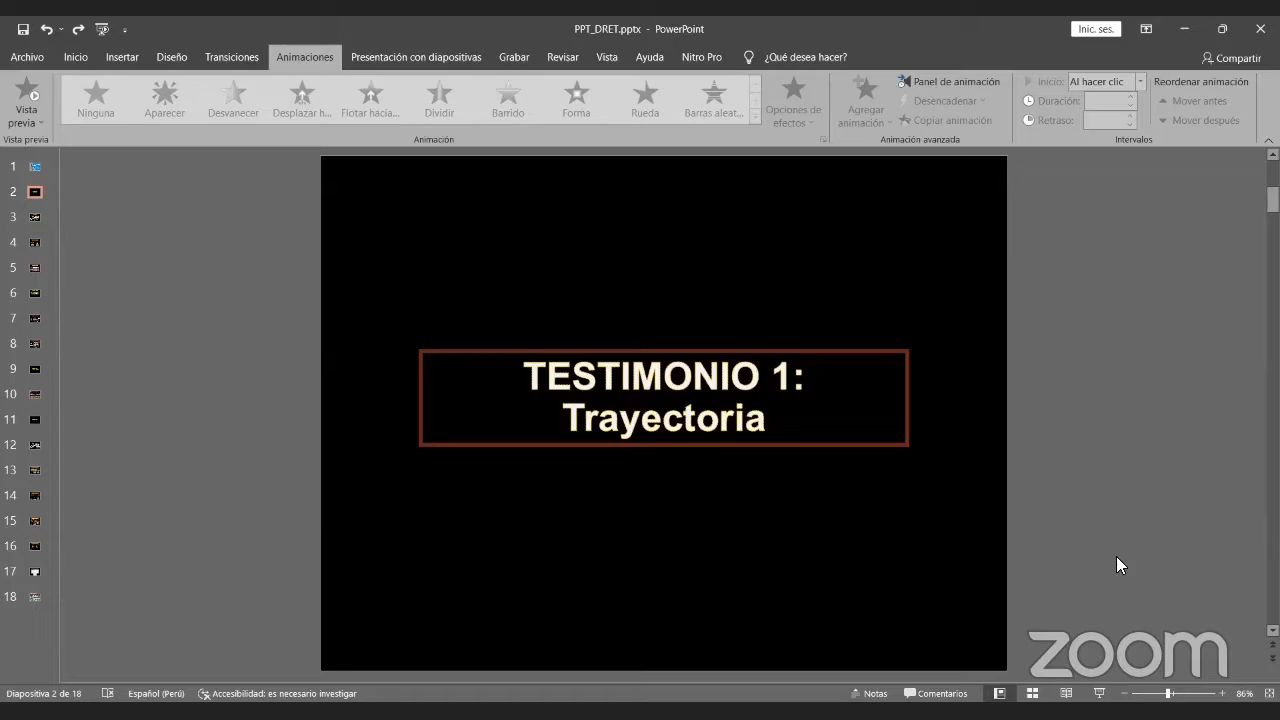 PPT_DRET.pptx - PowerPoint
Inic. ses.
Archivo Inicio Insertar Diseño Transiciones Animaciones Presentación con diapositivas Grabar Revisar Vista Ayuda Nitro Pro ¿Qué desea hacer? Compartir
Vista previa
Ninguna Aparecer Desvanecer Desplazar h... Flotar hacia... Dividir Barrido Forma Rueda Barras aleat...
Opciones de efectos
Agregar animación
Panel de animación
Desencadenar
Copiar animación
Inicio: Al hacer clic
Duración:
Retraso:
Reordenar animación
Mover antes
Mover después
Vista previa Animación Animación avanzada Intervalos
1
2
3
4
5
6
7
8
9
10
11
12
13
14
15
16
17
18
TESTIMONIO 1:
Trayectoria
zoom
Diapositiva 2 de 18 Español (Perú) Accesibilidad: es necesario investigar Notas Comentarios 86%